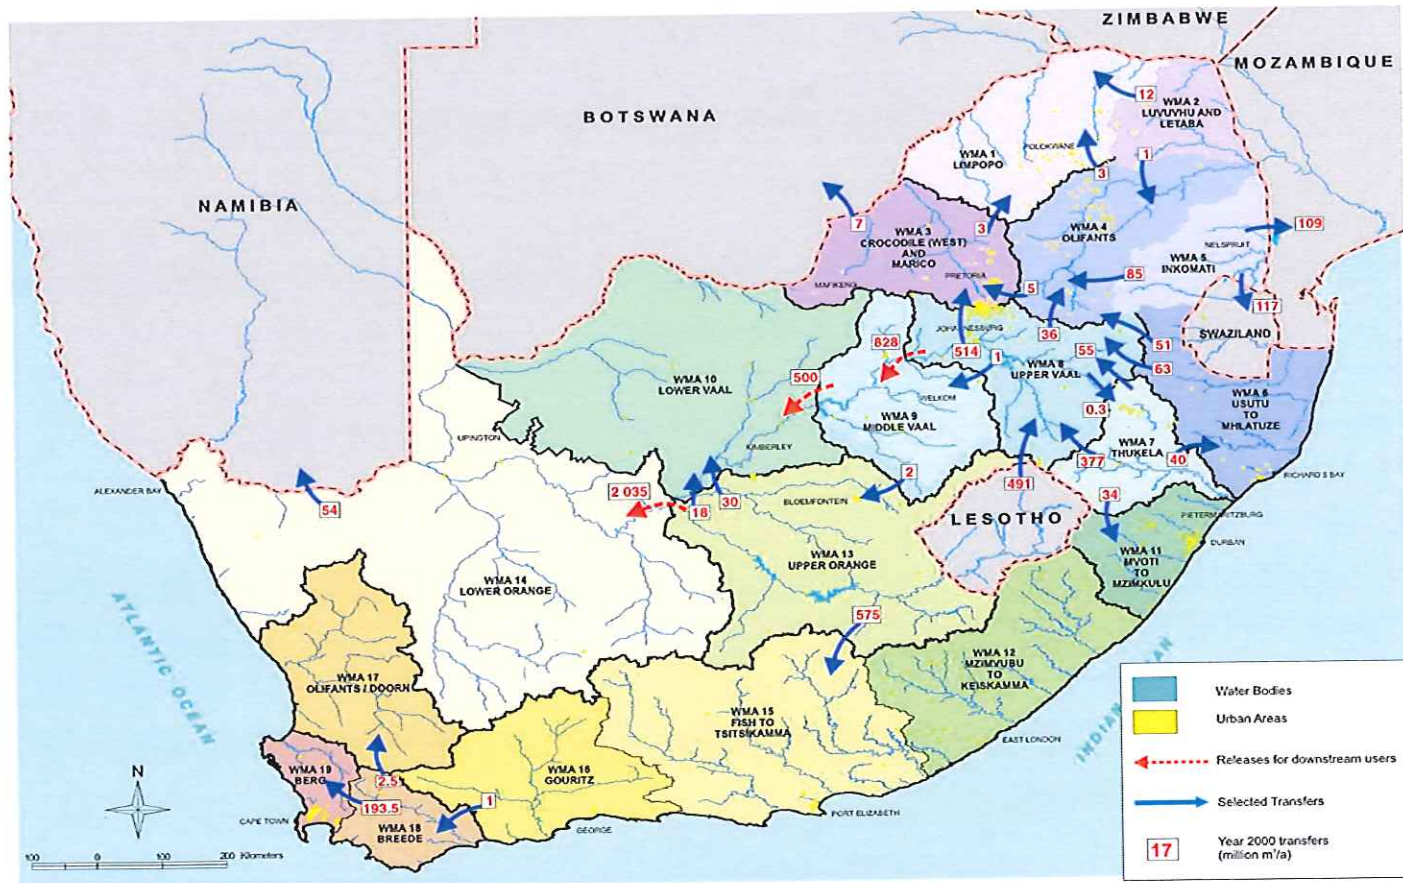 ZIMBABWE
MOZAMBIQUE
BOTSWANA
NAMIBIA
12
WMA 2
LUVUVHU AND
LETABA
POLOKWANE
WMA 1
LIMPOPO
1
3
7
3
WMA 3
CROCODILE (WEST)
AND
MARICO
WMA 4
OLIFANTS
109
NELSPRUIT
WMA 5
INKOMATI
85
PRETORIA
MAFIKENG
5
117
SWAZILAND
JOHANNESBURG
36
828
514
51
55
1
63
WMA 8
UPPER VAAL
500
WMA 10
LOWER VAAL
WELKOM
0.3
WMA 6
USUTU
TO
MHLATUZE
WMA 9
MIDDLE VAAL
UPINGTON
KIMBERLEY
WMA 7
THUKELA
377
40
RICHARD S BAY
2
491
ALEXANDER BAY
2 035
30
BLOEMFONTEIN
34
54
18
LESOTHO
PIETERMARITZBURG
DURBAN
WMA 11
MVOTI
TO
MZIMKULU
WMA 13
UPPER ORANGE
WMA 14
LOWER ORANGE
ATLANTIC OCEAN
575
WMA 12
MZIMVUBU
TO
KEISKAMMA
INDIAN
AN
WMA 17
OLIFANTS / DOORN
WMA 15
FISH TO
TSITSIKAMMA
EAST LONDON
WMA 19
BERG
WMA 16
GOURITZ
2.5
193.5
1
CAPE TOWN
WMA 18
BREEDE
GEORGE
PORT ELIZABETH
N
100 0 100 200 Kilometers
Water Bodies
Urban Areas
Releases for downstream users
Selected Transfers
17
Year 2000 transfers
(million m³/a)